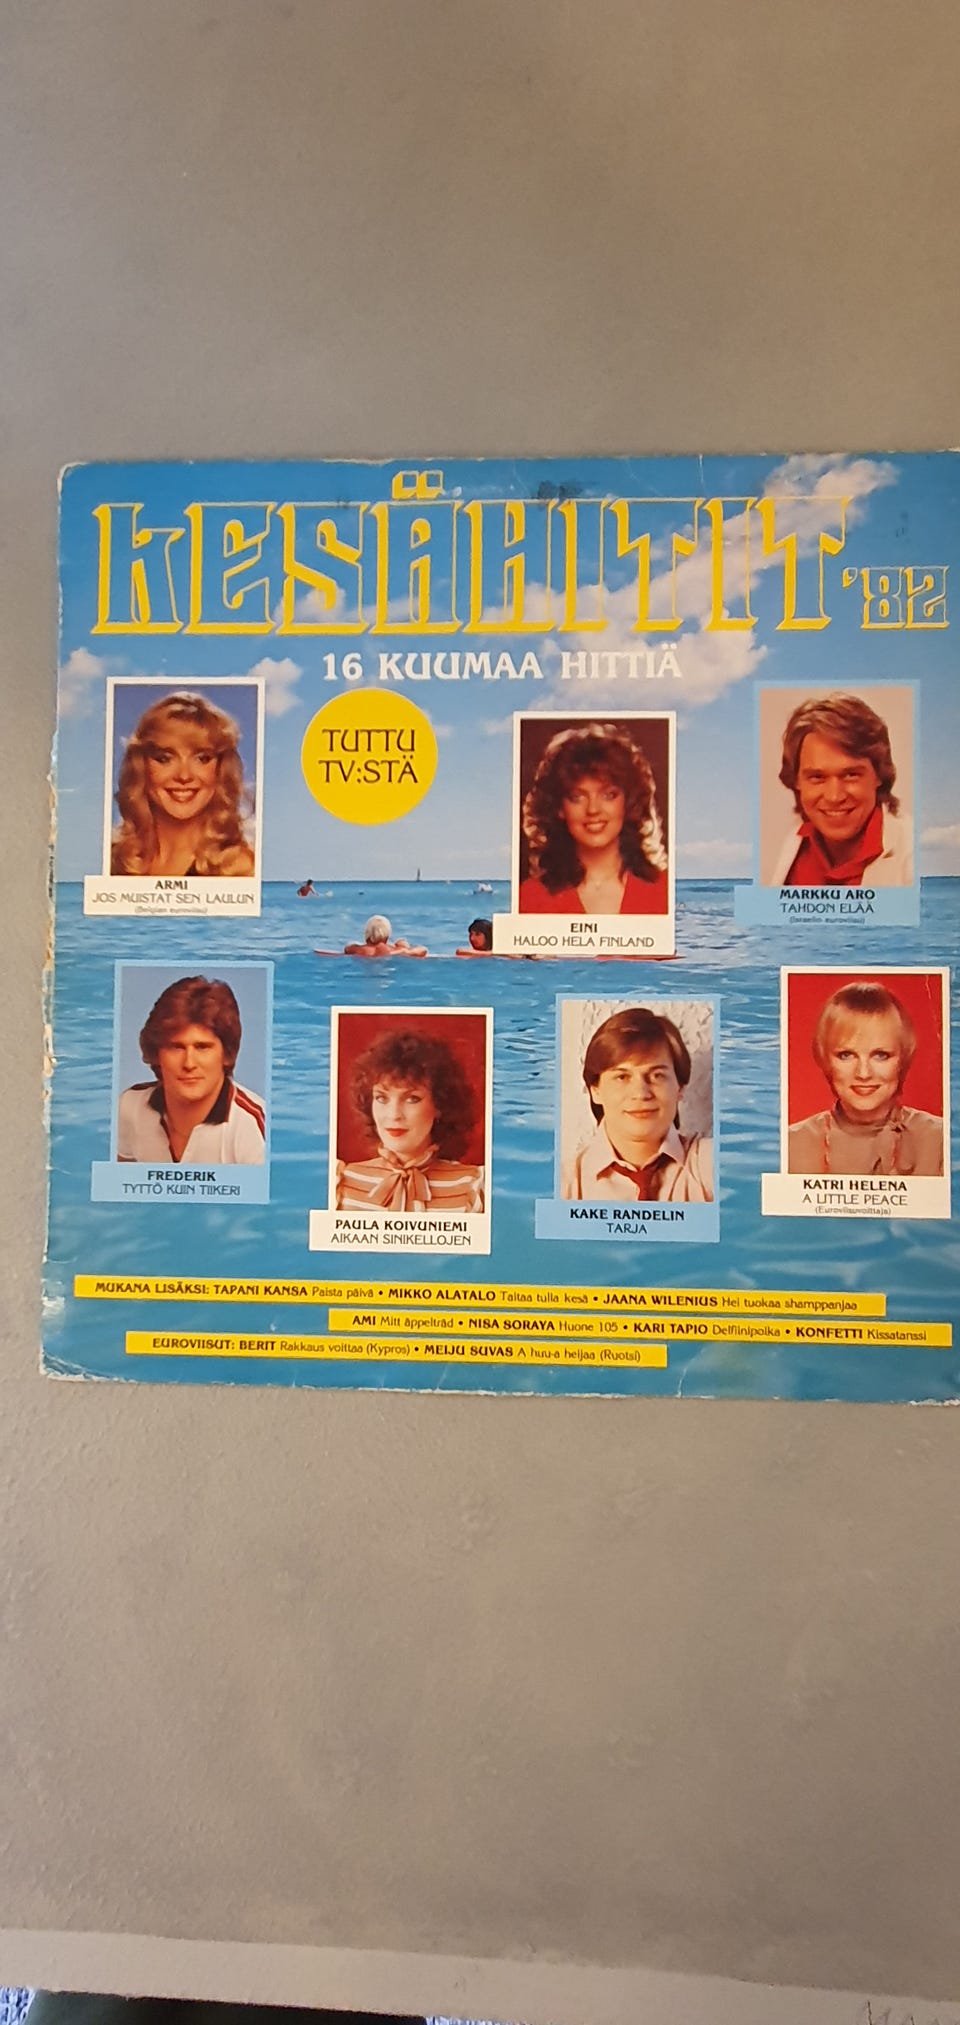 KESÄHITIT '82
16 KUUMAA HITTIÄ
TUTTU
TV:STÄ
ARMI
JOS MUISTAT SEN LAULUN
(Belgian euroviisu)
EINI
HALOO HELA FINLAND
MARKKU ARO
TAHDON ELÄÄ
(Israelin euroviisu)
FREDERIK
TYTTÖ KUIN TIIKERI
PAULA KOIVUNIEMI
AIKAAN SINIKELLOJEN
KAKE RANDELIN
TARJA
KATRI HELENA
A LITTLE PEACE
(Euroviisuvoittaja)
MUKANA LISÄKSI: TAPANI KANSA Paista päivä • MIKKO ALATALO Taitaa tulla kesä • JAANA WILENIUS Hei tuokaa shamppanjaa
AMI Mitt äppelträd • NISA SORAYA Huone 105 • KARI TAPIO Delfiinipolka • KONFETTI Kissatanssi
EUROVIISUT: BERIT Rakkaus voittaa (Kypros) • MEIJU SUVAS A huu-a heijaa (Ruotsi)